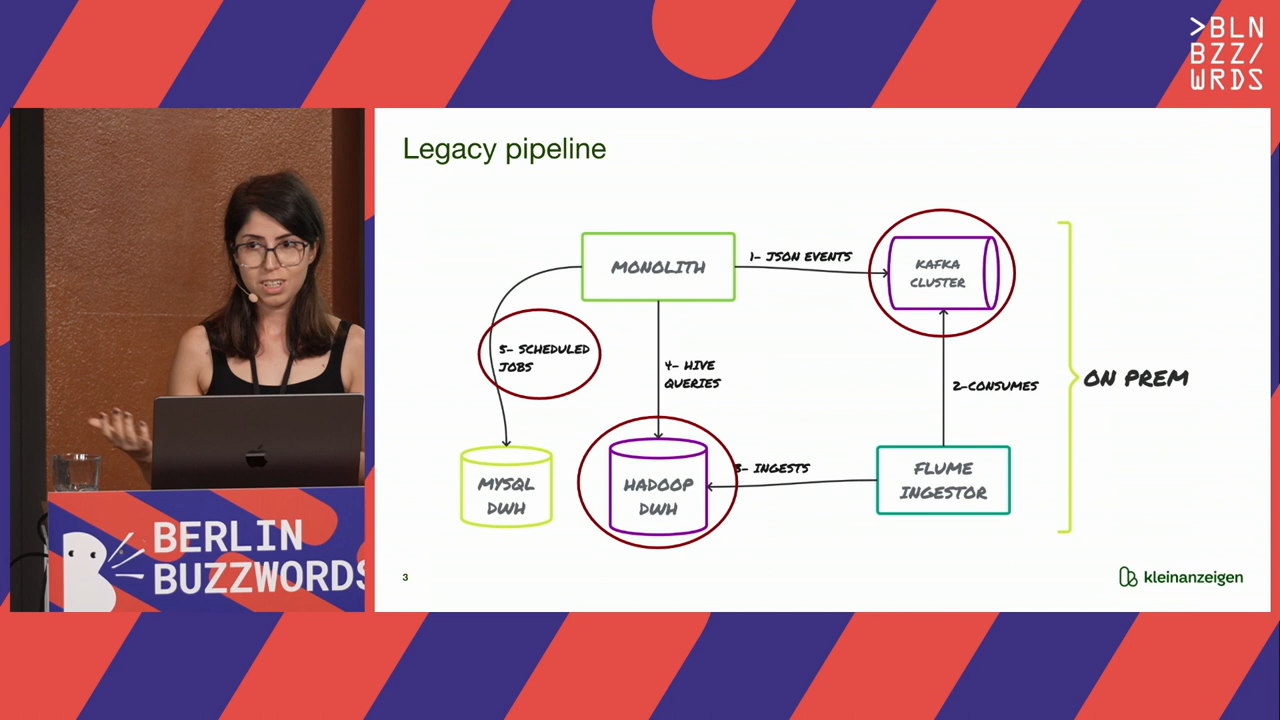 >BLN
BZZ/
WRDS
Legacy pipeline
MONOLITH
1- JSON EVENTS
KAFKA
CLUSTER
5- SCHEDULED
JOBS
4- HIVE
QUERIES
2-CONSUMES
ON PREM
MYSQL
DWH
HADOOP
DWH
3- INGESTS
FLUME
INGESTOR
BERLIN
BUZZWORDS
3
kleinanzeigen